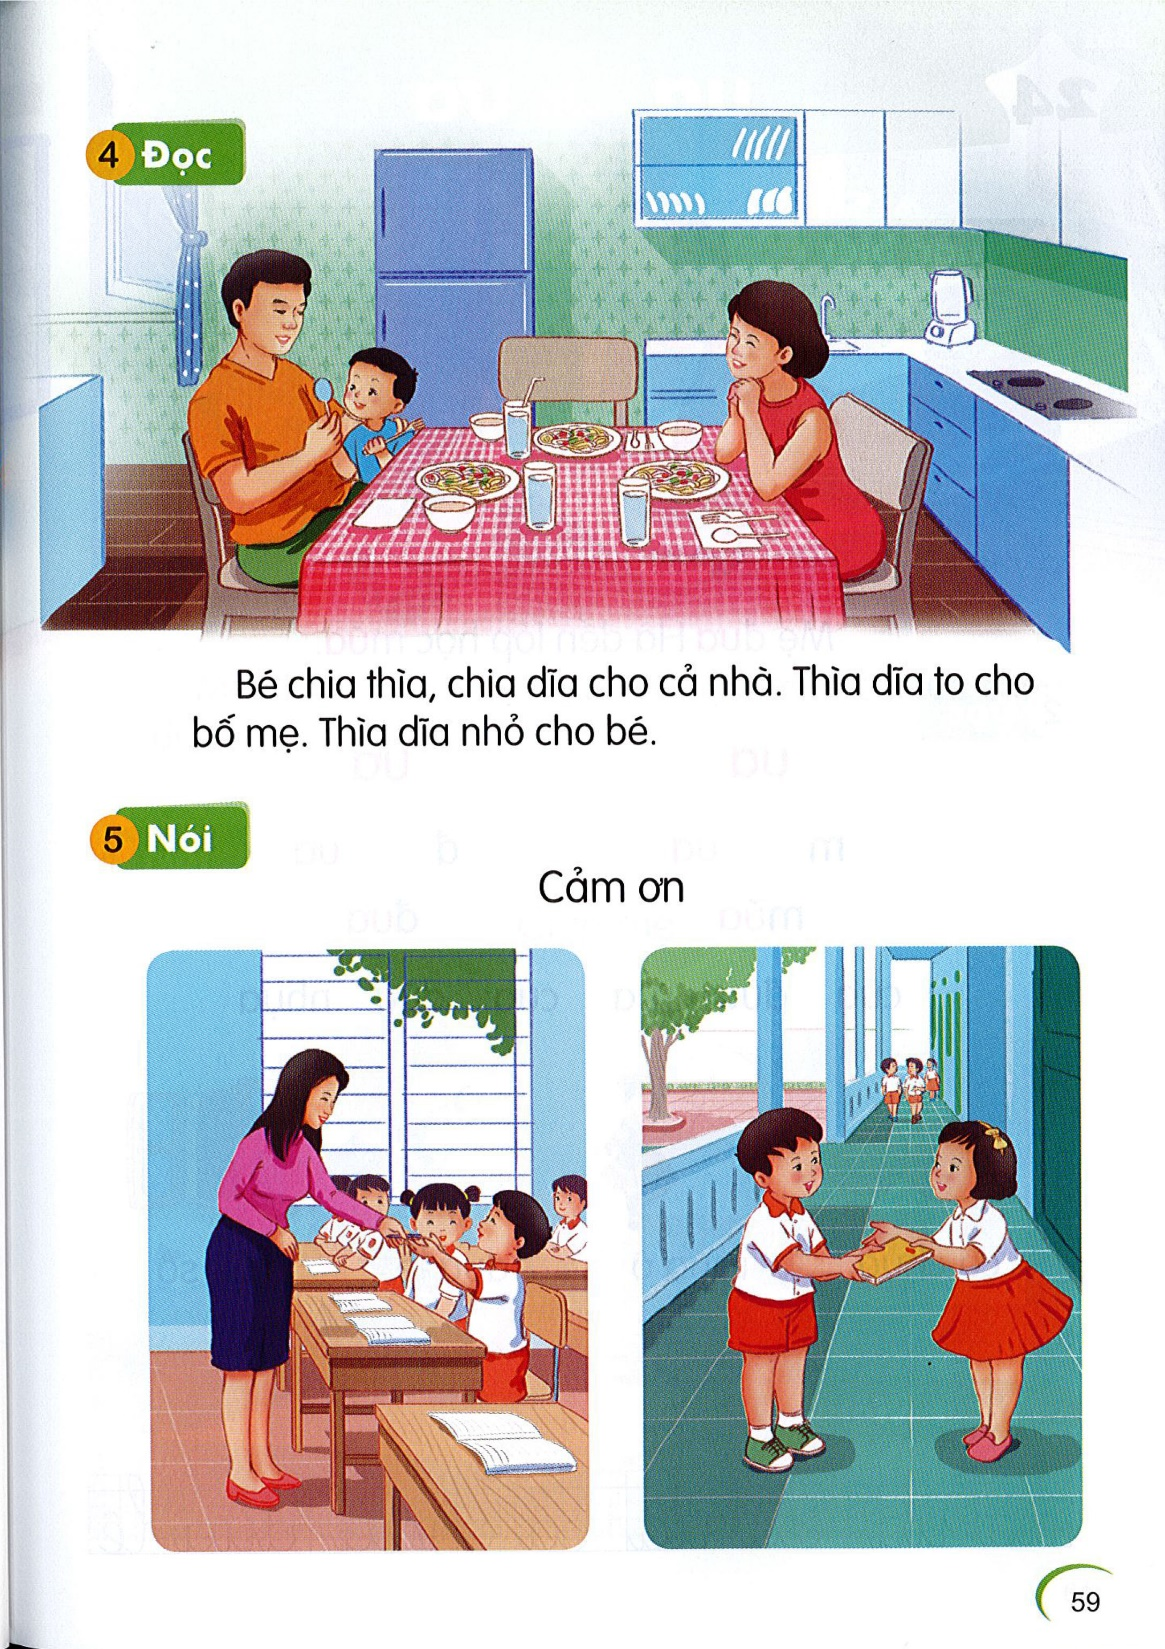 4 Đọc
Bé chia thìa, chia dĩa cho cả nhà. Thìa dĩa to cho
bố mẹ. Thìa dĩa nhỏ cho bé.
5 Nói
Cảm ơn
59